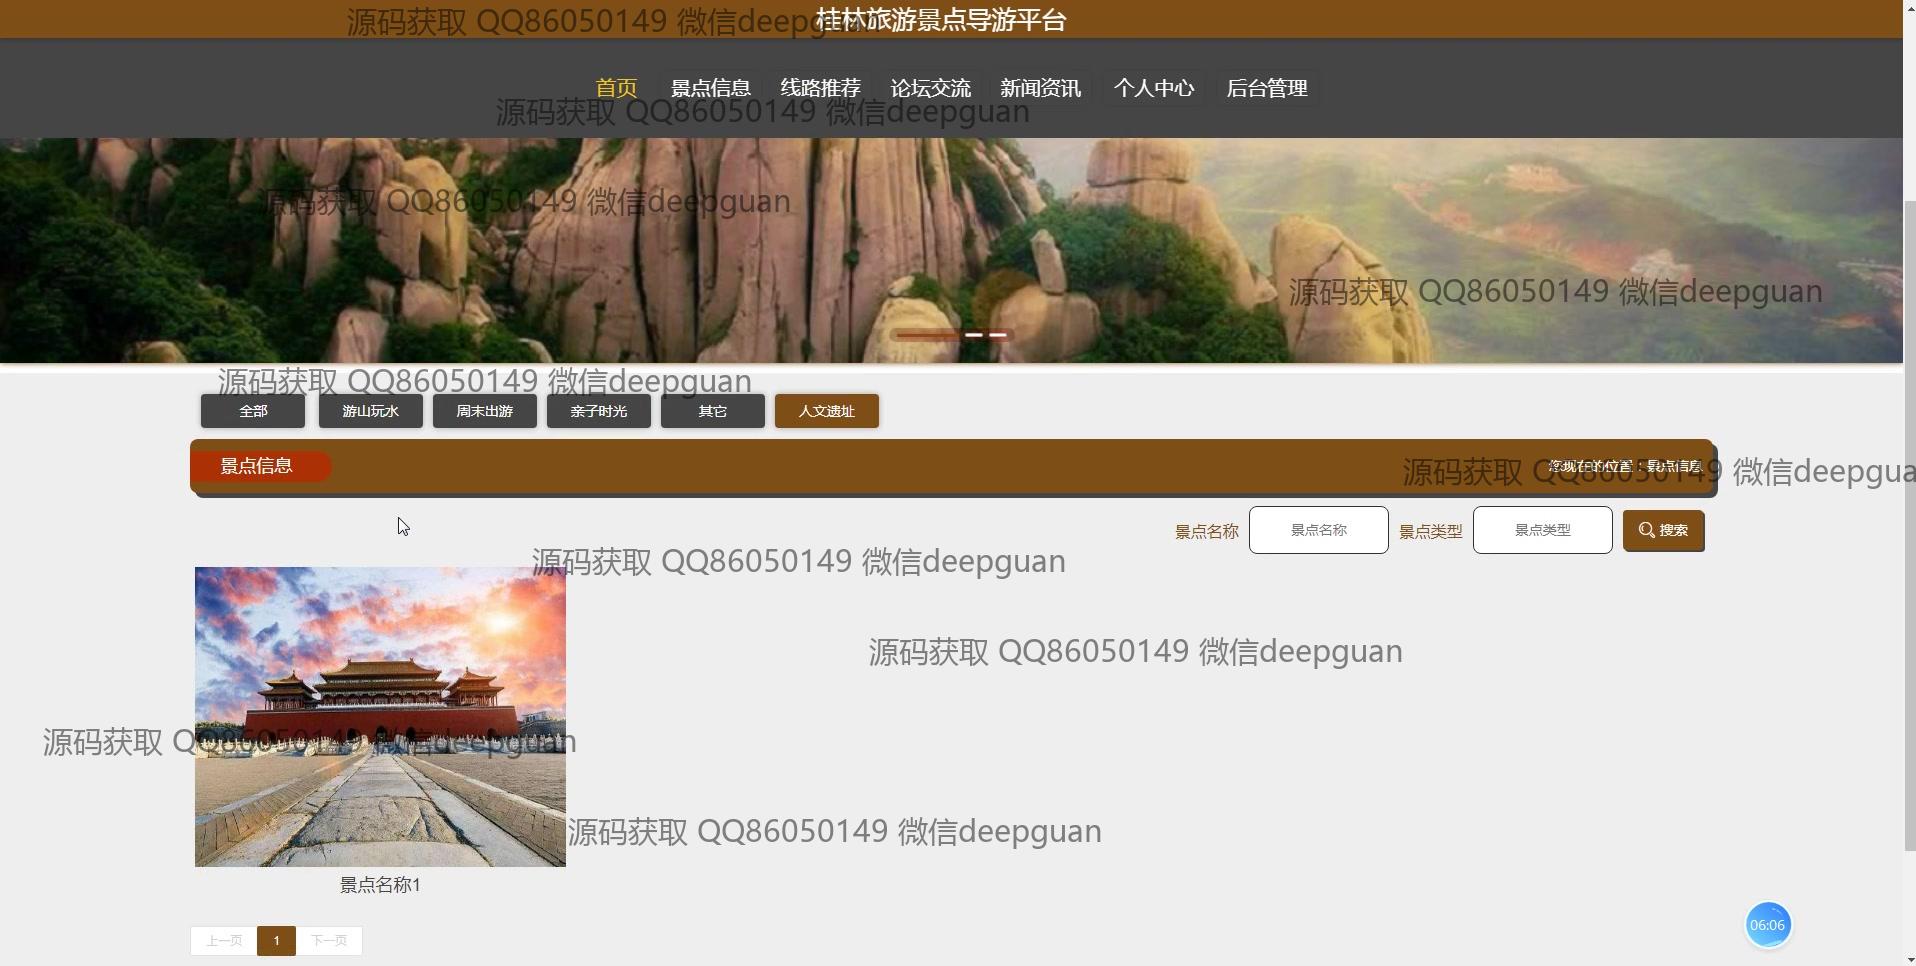 桂林旅游景点导游平台
源码获取 QQ86050149 微信deepguan
首页 景点信息 线路推荐 论坛交流 新闻资讯 个人中心 后台管理
源码获取 QQ86050149 微信deepguan
源码获取 QQ86050149 微信deepguan
源码获取 QQ86050149 微信deepguan
源码获取 QQ86050149 微信deepguan
全部 游山玩水 周末出游 亲子时光 其它 人文遗址
景点信息 您现在的位置：景点信息
源码获取 QQ86050149 微信deepgua
景点名称 景点名称 景点类型 景点类型 搜索
源码获取 QQ86050149 微信deepguan
源码获取 QQ86050149 微信deepguan
源码获取 QQ86050149 微信deepguan
源码获取 QQ86050149 微信deepguan
景点名称1
上一页 1 下一页
06:06